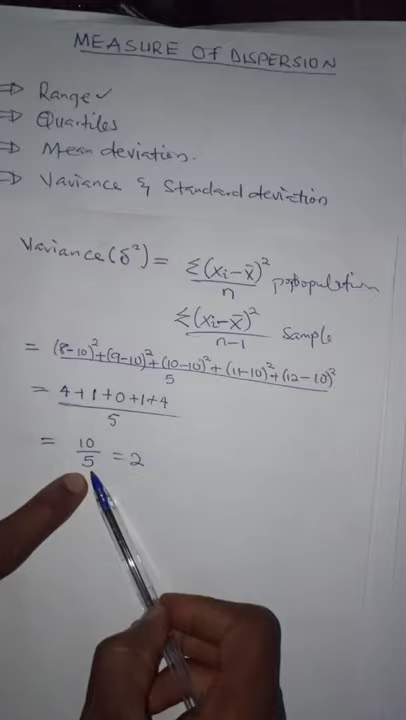 MEASURE OF DISPERSION
⇒ Range ✓
⇒ Quartiles
⇒ Mean deviation.
⇒ Variance & Standard deviation
Variance (δ²) = Σ(xi-x̄)²/n population
Σ(xi-x̄)²/n-1 Sample
= (8-10)²+(9-10)²+(10-10)²+(11-10)²+(12-10)²/5
= 4+1+0+1+4/5
= 10/5 = 2